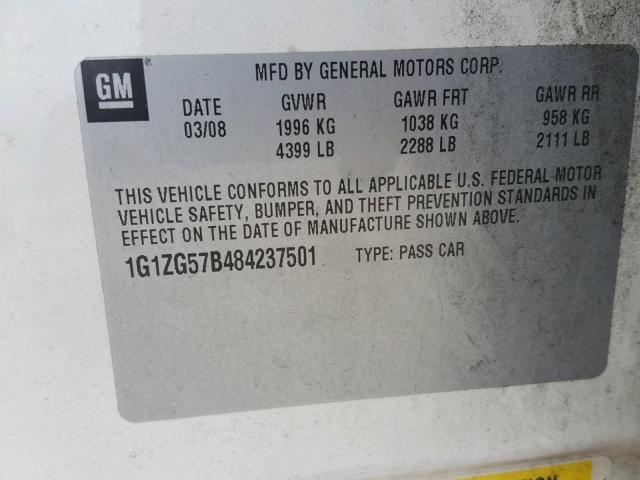 GM
MFD BY GENERAL MOTORS CORP.
DATE GVWR GAWR FRT GAWR RR
03/08 1996 KG 1038 KG 958 KG
4399 LB 2288 LB 2111 LB
THIS VEHICLE CONFORMS TO ALL APPLICABLE U.S. FEDERAL MOTOR
VEHICLE SAFETY, BUMPER, AND THEFT PREVENTION STANDARDS IN
EFFECT ON THE DATE OF MANUFACTURE SHOWN ABOVE.
1G1ZG57B484237501 TYPE: PASS CAR